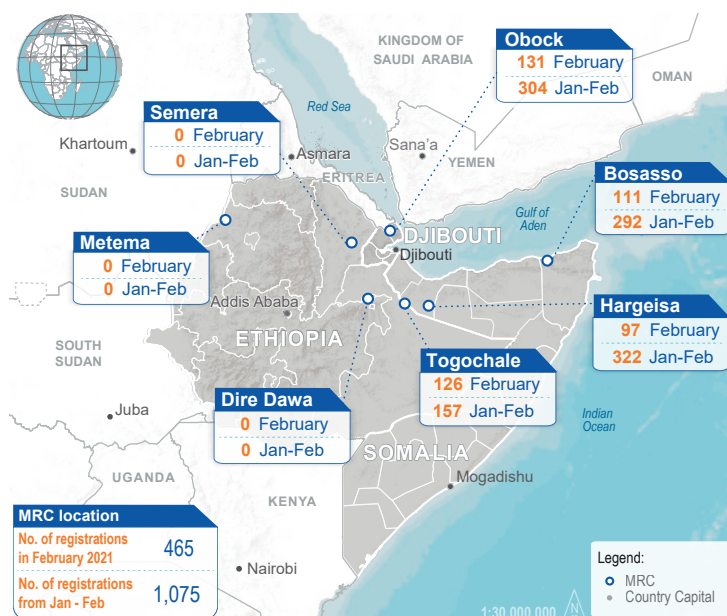 KINGDOM OF
SAUDI ARABIA
OMAN
Obock
131 February
304 Jan-Feb
Red Sea
Semera
0 February
0 Jan-Feb
Khartoum
Asmara
Sana'a
YEMEN
ERITREA
SUDAN
Bosasso
111 February
292 Jan-Feb
Gulf of
Aden
DJIBOUTI
Djibouti
Metema
0 February
0 Jan-Feb
Addis Ababa
ETHIOPIA
Hargeisa
97 February
322 Jan-Feb
SOUTH
SUDAN
Togochale
126 February
157 Jan-Feb
Dire Dawa
0 February
0 Jan-Feb
Juba
Indian
Ocean
SOMALIA
UGANDA
Mogadishu
KENYA
MRC location
No. of registrations
in February 2021
465
No. of registrations
from Jan - Feb
1,075
Nairobi
Legend:
MRC
Country Capital
1:30,000,000
N